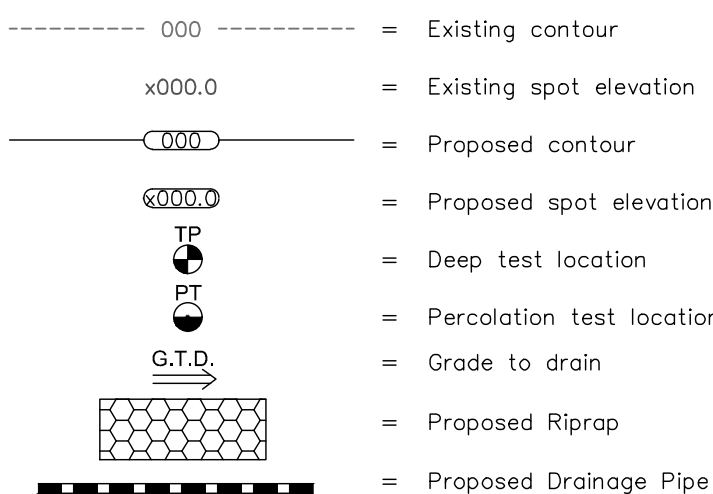 000 = Existing contour
x000.0 = Existing spot elevation
000 = Proposed contour
x000.0 = Proposed spot elevation
TP
= Deep test location
PT
= Percolation test location
G.T.D.
= Grade to drain
= Proposed Riprap
= Proposed Drainage Pipe